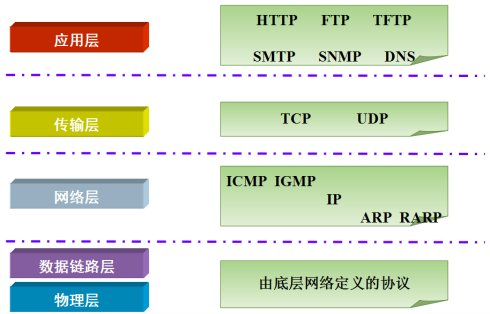 应用层
HTTP FTP TFTP
SMTP SNMP DNS
传输层
TCP UDP
网络层
ICMP IGMP
IP
ARP RARP
数据链路层
物理层
由底层网络定义的协议